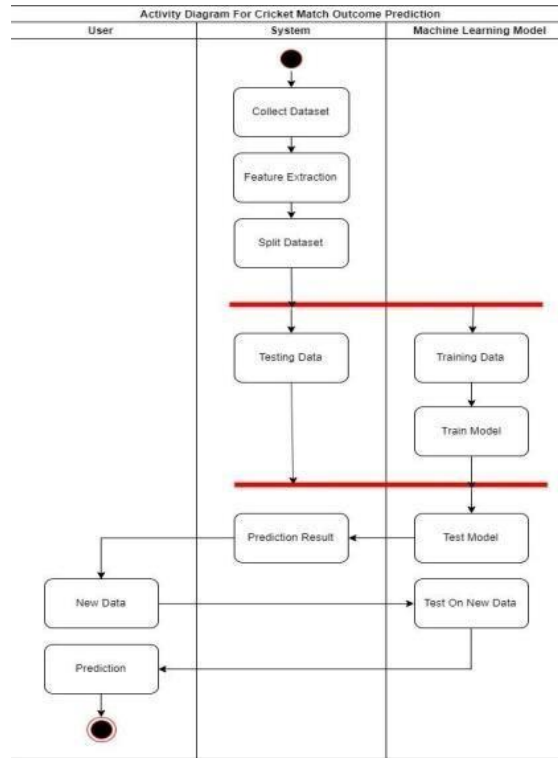 Activity Diagram For Cricket Match Outcome Prediction
User
System
Machine Learning Model
Collect Dataset
Feature Extraction
Split Dataset
Testing Data
Training Data
Train Model
Prediction Result
Test Model
New Data
Test On New Data
Prediction